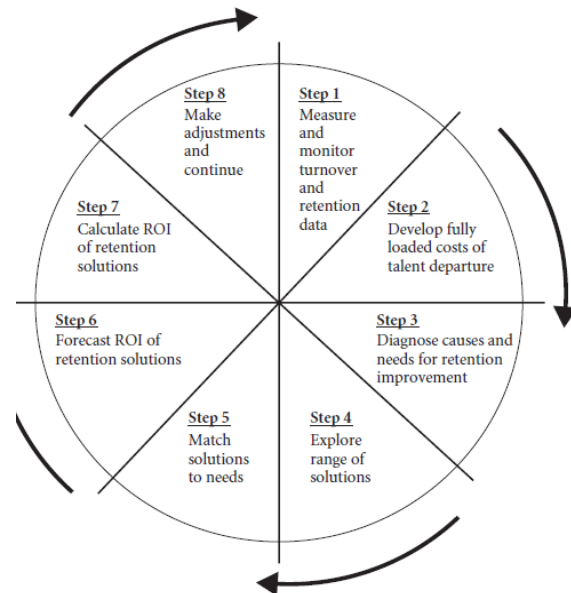 Step 1
Measure
and
monitor
turnover
and
retention
data
Step 2
Develop fully
loaded costs of
talent departure
Step 3
Diagnose causes and
needs for retention
improvement
Step 4
Explore
range of
solutions
Step 5
Match
solutions
to needs
Step 6
Forecast ROI of
retention solutions
Step 7
Calculate ROI
of retention
solutions
Step 8
Make
adjustments
and
continue